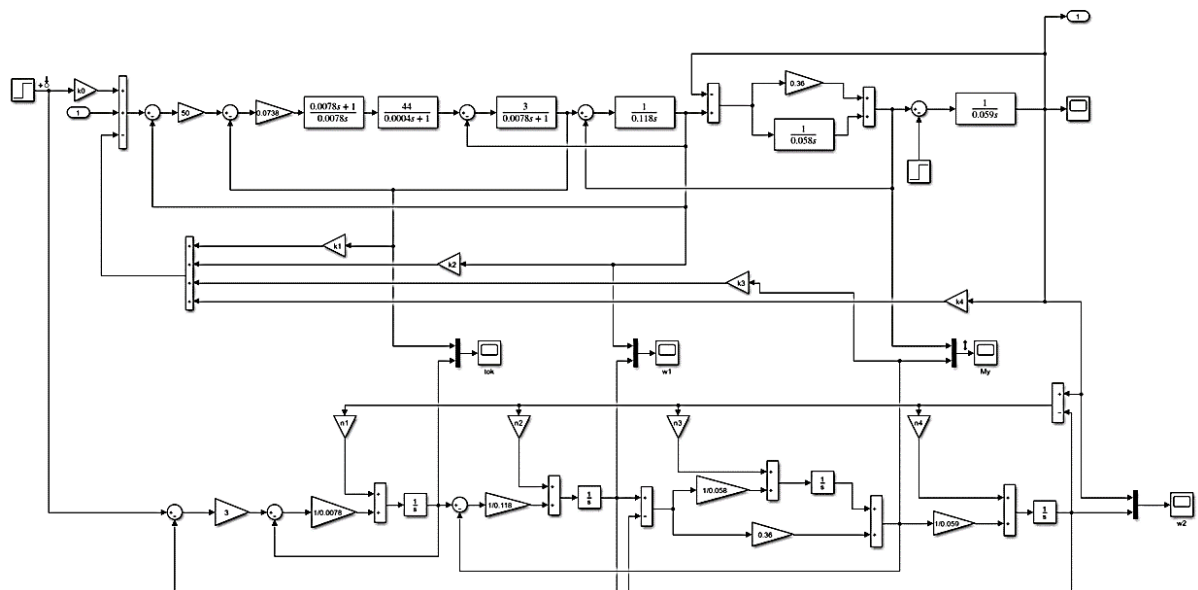 1
k0
1
50
0.0738
0.0078s + 1
0.0078s
44
0.0004s + 1
3
0.0078s + 1
1
0.118s
0.36
1
0.058s
1
0.059s
k1
k2
k3
k4
tok
w1
My
n1
n2
n3
n4
3
1/0.0078
1
s
1/0.118
1
s
1/0.058
1
s
0.36
1/0.059
1
s
w2